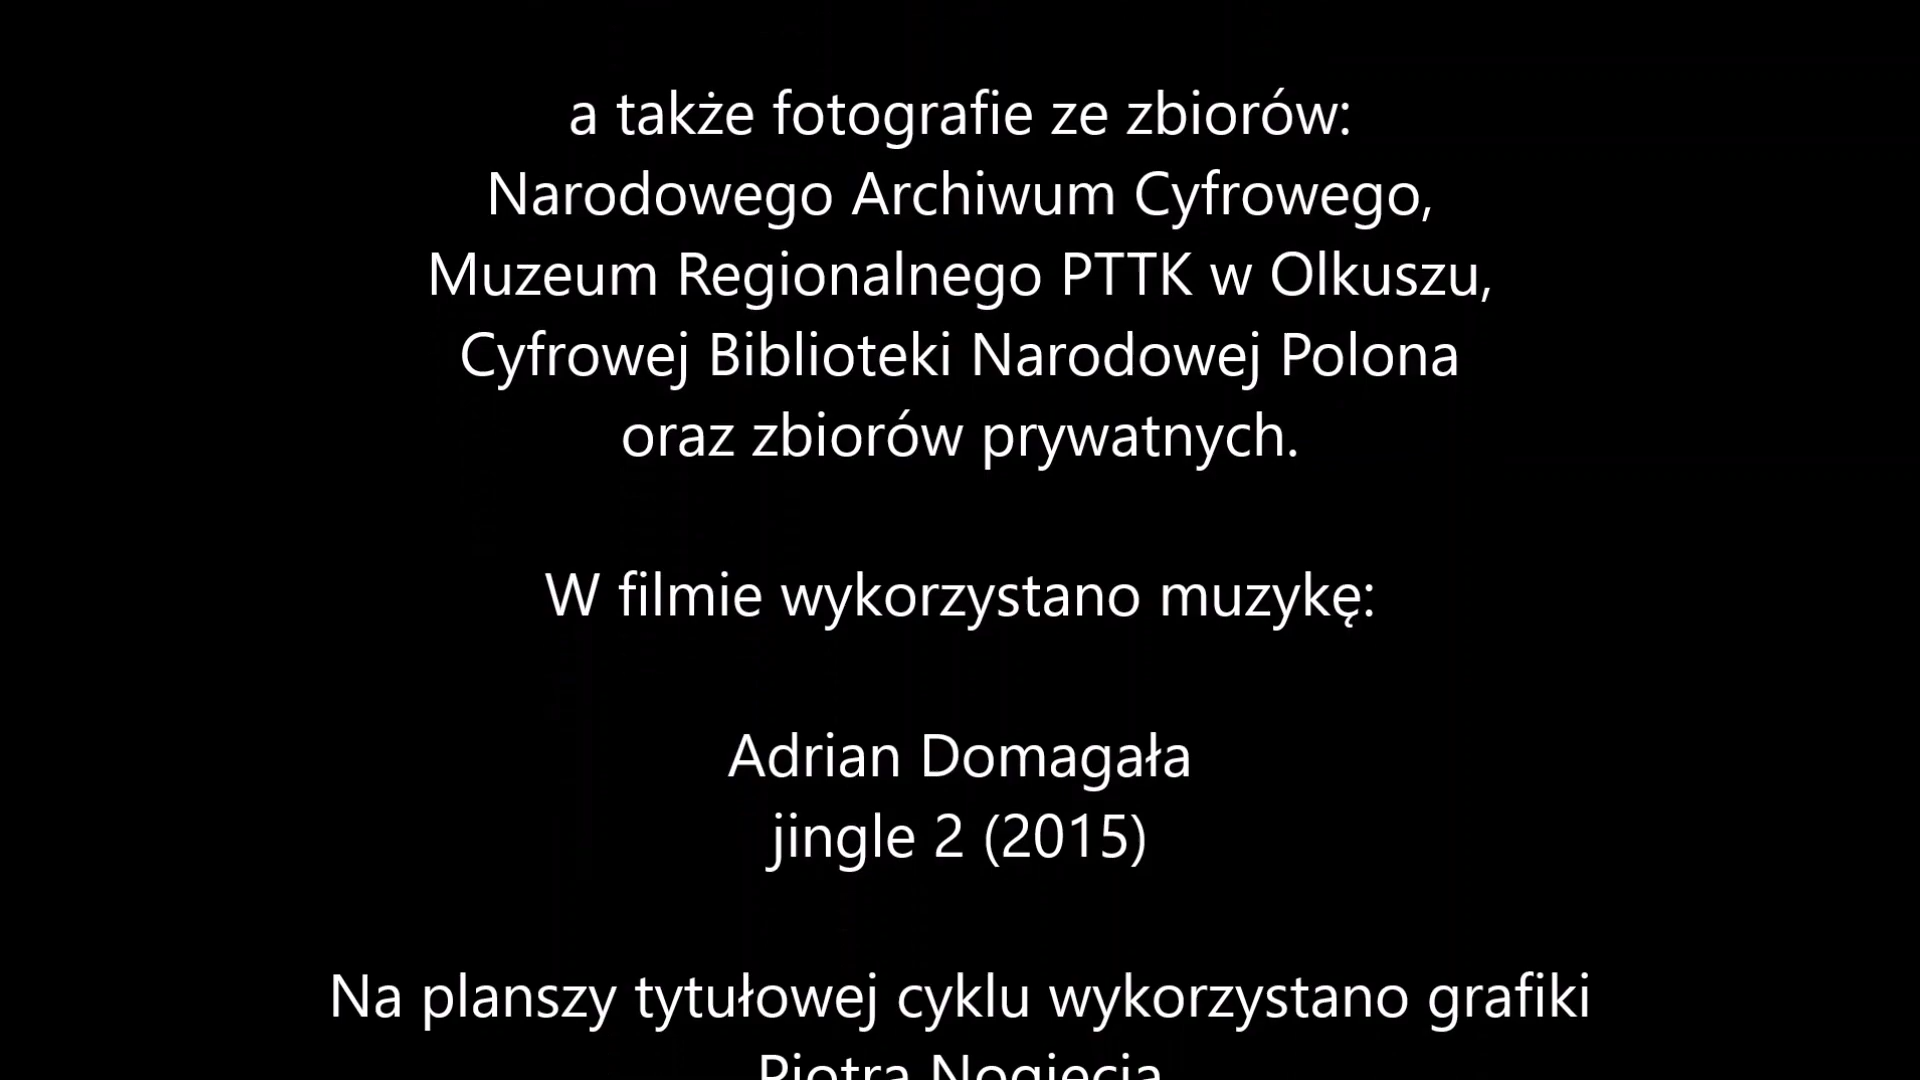 a także fotografie ze zbiorów:
Narodowego Archiwum Cyfrowego,
Muzeum Regionalnego PTTK w Olkuszu,
Cyfrowej Biblioteki Narodowej Polona
oraz zbiorów prywatnych.
W filmie wykorzystano muzykę:
Adrian Domagała
jingle 2 (2015)
Na planszy tytułowej cyklu wykorzystano grafiki
Piotra